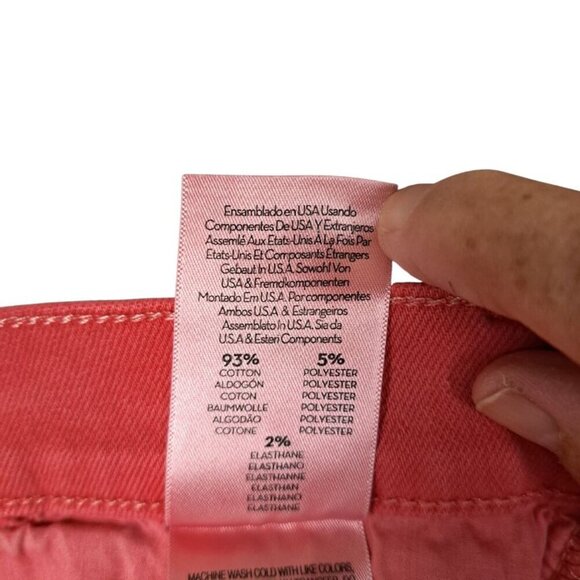 Ensamblado en USA Usando
Componentes De USA Y Extranjeros
Assemlé Aux Etats-Unis À La Fois Par
Etats-Unis Et Composants Étrangers
Gebaut In U.S.A. Sowohl Von
USA & Fremdkomponenten
Montado Em U.S.A. Por componentes
Ambos U.S.A & Estrangeiros
Assemblato In U.S.A. Sia da
U.S.A & Esteri Components
93% 5%
COTTON POLYESTER
ALDOGÓN POLYESTER
COTON POLYESTER
BAUMWOLLE POLYESTER
ALGODÃO POLYESTER
COTONE POLYESTER
2%
ELASTHANE
ELASTHANO
ELASTHANNE
ELASTHAN
ELASTHANO
ELASTHANE
MACHINE WASH COLD WITH LIKE COLORS,